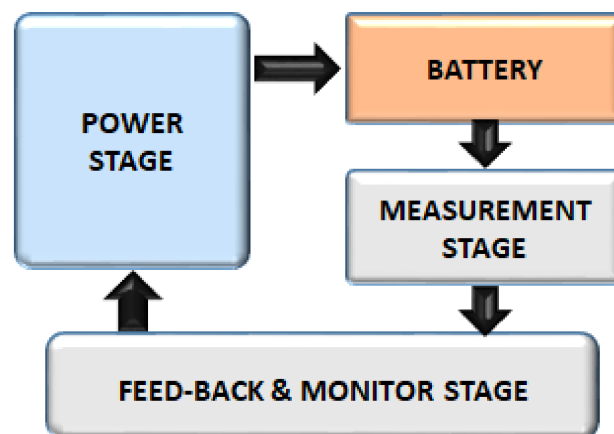 POWER
STAGE
BATTERY
MEASUREMENT
STAGE
FEED-BACK & MONITOR STAGE